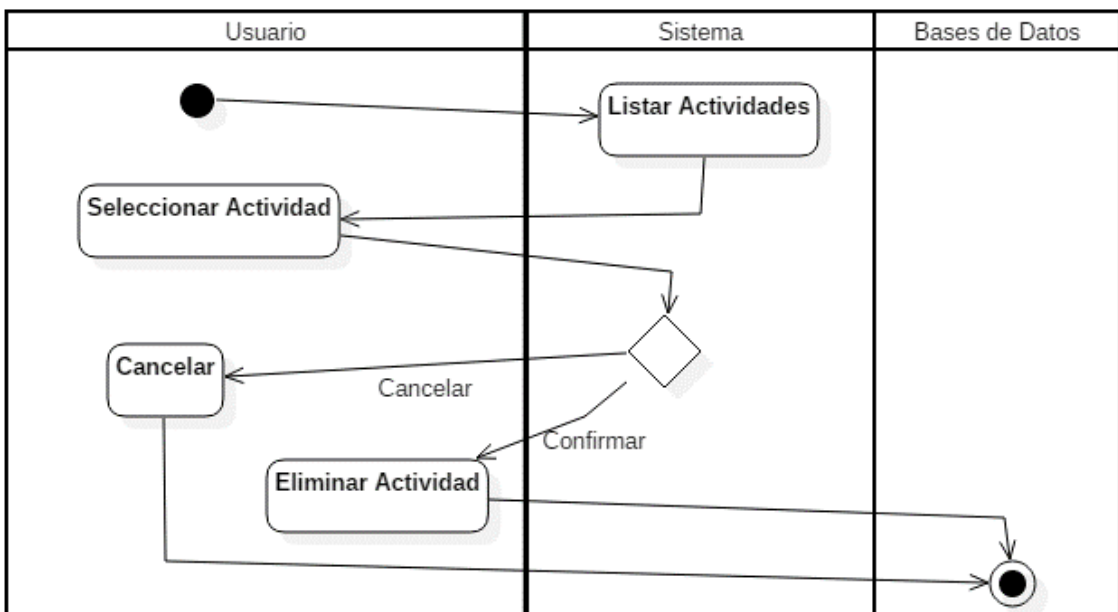 Usuario
Sistema
Bases de Datos
Listar Actividades
Seleccionar Actividad
Cancelar
Cancelar
Confirmar
Eliminar Actividad